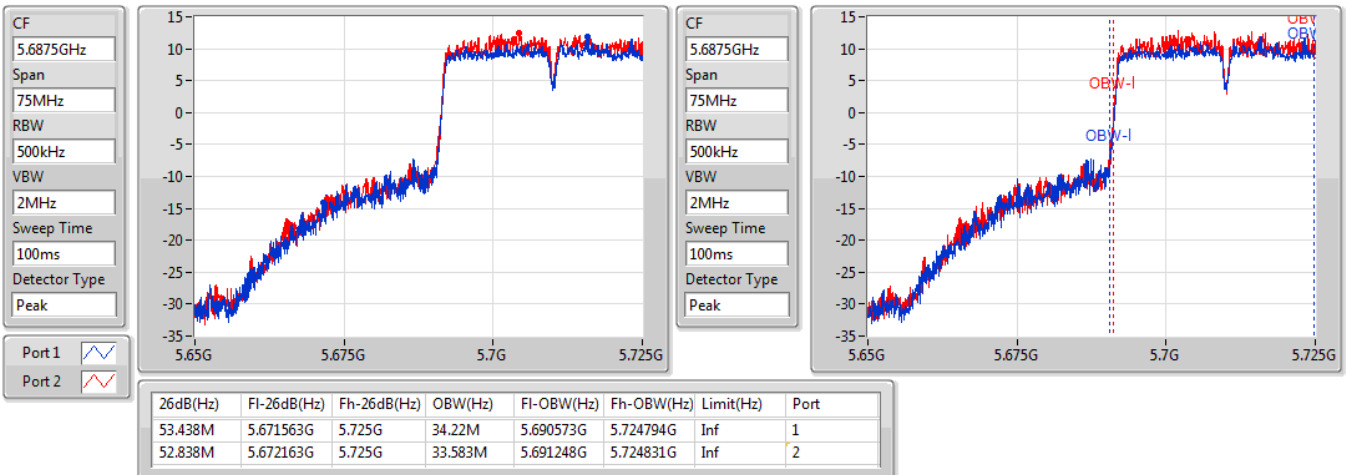 CF
5.6875GHz
Span
75MHz
RBW
500kHz
VBW
2MHz
Sweep Time
100ms
Detector Type
Peak
Port 1
Port 2
15
10
5
0
-5
-10
-15
-20
-25
-30
-35
5.65G 5.675G 5.7G 5.725G
CF
5.6875GHz
Span
75MHz
RBW
500kHz
VBW
2MHz
Sweep Time
100ms
Detector Type
Peak
15
10
5
0
-5
-10
-15
-20
-25
-30
-35
OBW-l
OBW-l
5.65G 5.675G 5.7G 5.725G
26dB(Hz) Fl-26dB(Hz) Fh-26dB(Hz) OBW(Hz) Fl-OBW(Hz) Fh-OBW(Hz) Limit(Hz) Port
53.438M 5.671563G 5.725G 34.22M 5.690573G 5.724794G Inf 1
52.838M 5.672163G 5.725G 33.583M 5.691248G 5.724831G Inf 2